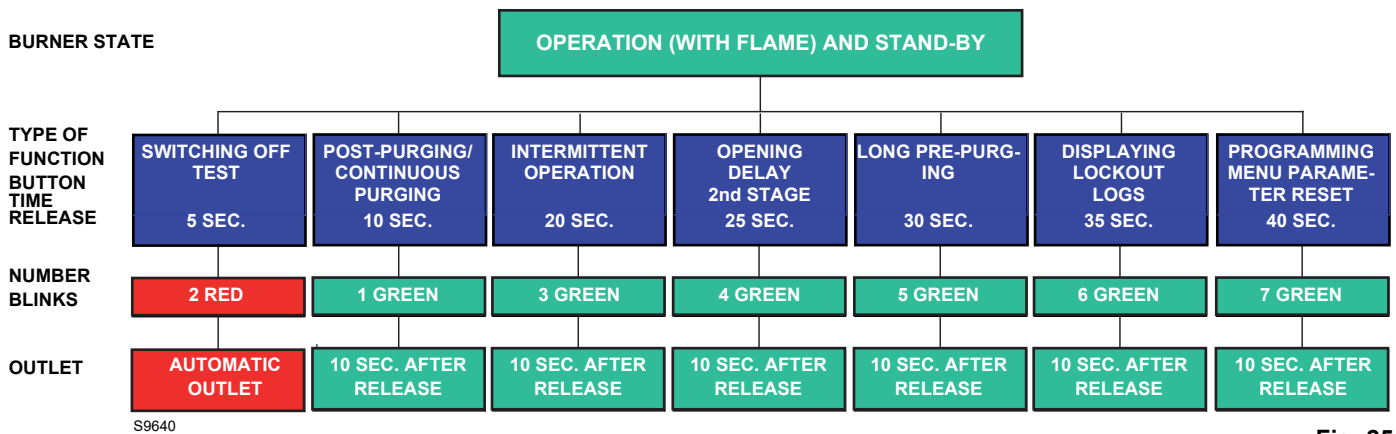 BURNER STATE
OPERATION (WITH FLAME) AND STAND-BY
TYPE OF
FUNCTION
BUTTON
TIME
RELEASE
SWITCHING OFF
TEST
5 SEC.
POST-PURGING/
CONTINUOUS
PURGING
10 SEC.
INTERMITTENT
OPERATION
20 SEC.
OPENING
DELAY
2nd STAGE
25 SEC.
LONG PRE-PURG-
ING
30 SEC.
DISPLAYING
LOCKOUT
LOGS
35 SEC.
PROGRAMMING
MENU PARAME-
TER RESET
40 SEC.
NUMBER
BLINKS
2 RED
1 GREEN
3 GREEN
4 GREEN
5 GREEN
6 GREEN
7 GREEN
OUTLET
AUTOMATIC
OUTLET
10 SEC. AFTER
RELEASE
10 SEC. AFTER
RELEASE
10 SEC. AFTER
RELEASE
10 SEC. AFTER
RELEASE
10 SEC. AFTER
RELEASE
10 SEC. AFTER
RELEASE
S9640